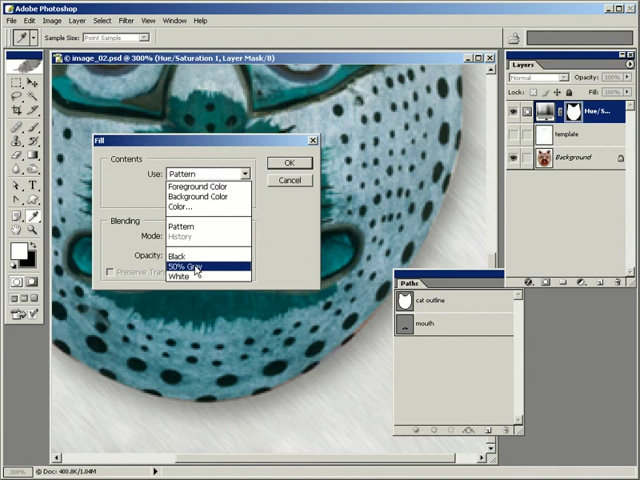 Adobe Photoshop
File Edit Image Layer Select Filter View Window Help
Sample Size: Point Sample
© image_02.psd @ 300% (Hue/Saturation 1, Layer Mask/8)
Layers
Normal Opacity: 100%
Lock: Fill: 100%
Hue/S...
template
Background
Fill
Contents
Use: Pattern
OK
Cancel
Foreground Color
Background Color
Color...
Pattern
History
Black
50% Gray
White
Blending
Mode:
Opacity:
Preserve Tran
Paths
cat outline
mouth
300% Doc: 400.8K/1.04M